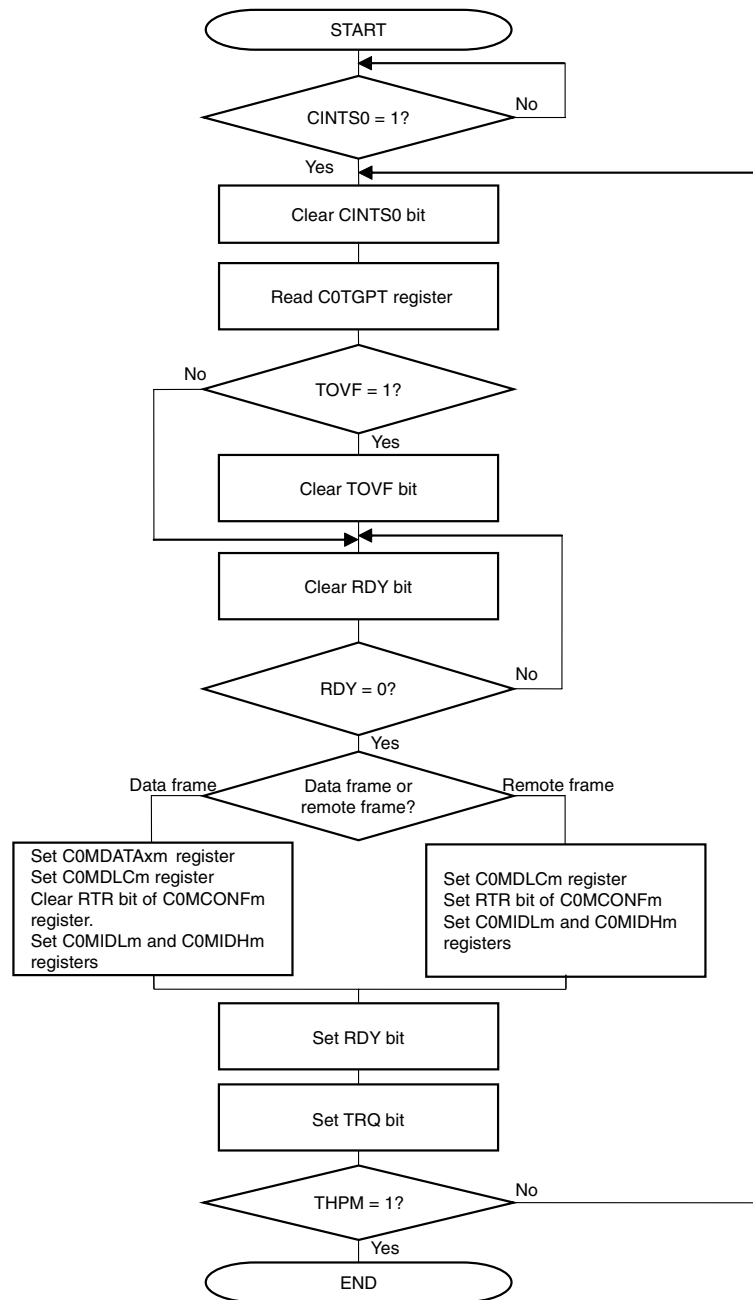 START
CINTS0 = 1?
No
Yes
Clear CINTS0 bit
Read C0TGPT register
No
TOVF = 1?
Yes
Clear TOVF bit
Clear RDY bit
RDY = 0?
No
Yes
Data frame
Data frame or
remote frame?
Remote frame
Set C0MDATAxm register
Set C0MDLCm register
Clear RTR bit of C0MCONFm
register.
Set C0MIDLm and C0MIDHm
registers
Set C0MDLCm register
Set RTR bit of C0MCONFm
Set C0MIDLm and C0MIDHm
registers
Set RDY bit
Set TRQ bit
THPM = 1?
No
Yes
END